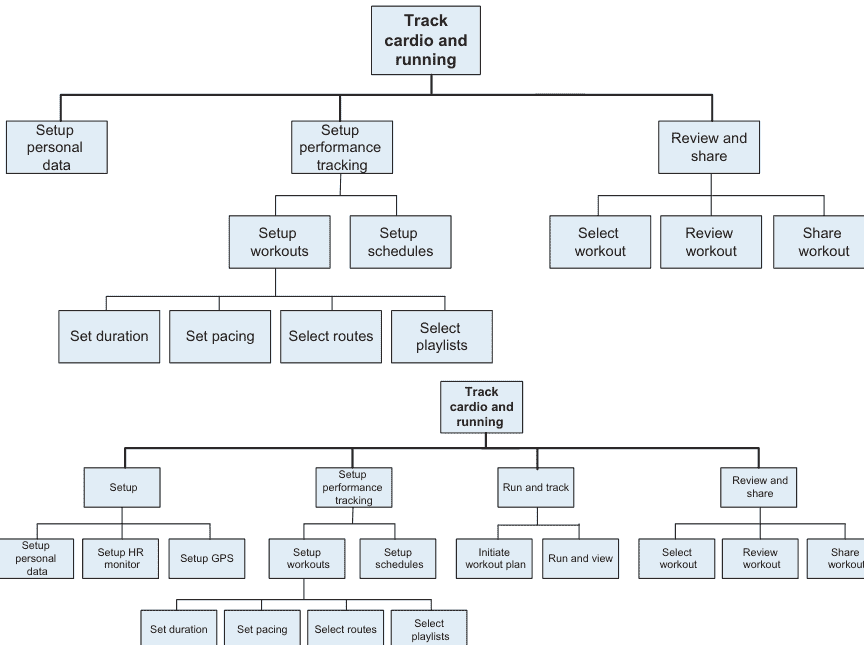 Track
cardio and
running
Setup
personal
data
Setup
performance
tracking
Review and
share
Setup
workouts
Setup
schedules
Select
workout
Review
workout
Share
workout
Set duration
Set pacing
Select routes
Select
playlists
Track
cardio and
running
Setup
Setup
performance
tracking
Run and track
Review and
share
Setup
personal
data
Setup HR
monitor
Setup GPS
Setup
workouts
Setup
schedules
Initiate
workout plan
Run and view
Select
workout
Review
workout
Share
workout
Set duration
Set pacing
Select routes
Select
playlists